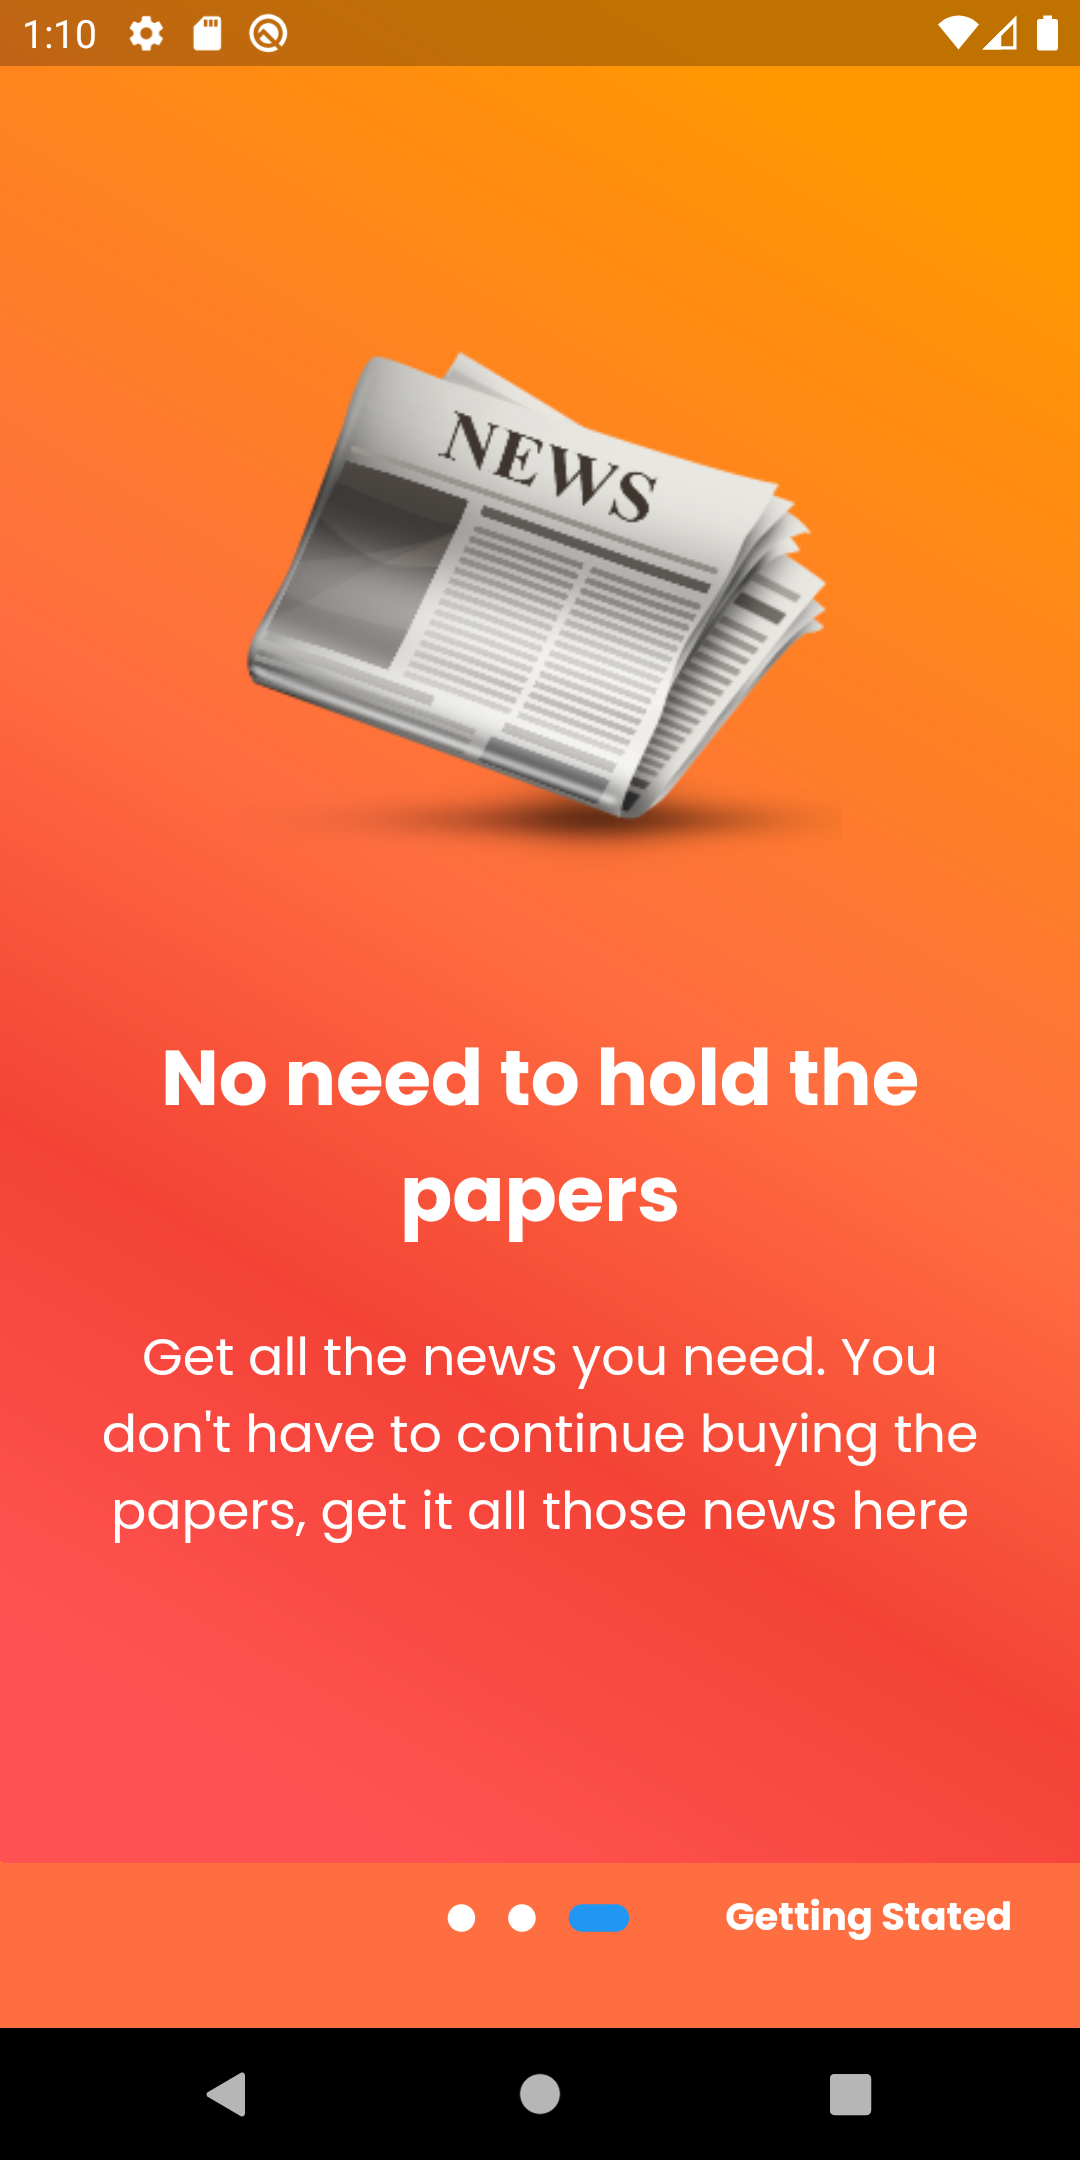 1:10
NEWS
No need to hold the
papers
Get all the news you need. You
don't have to continue buying the
papers, get it all those news here
Getting Stated